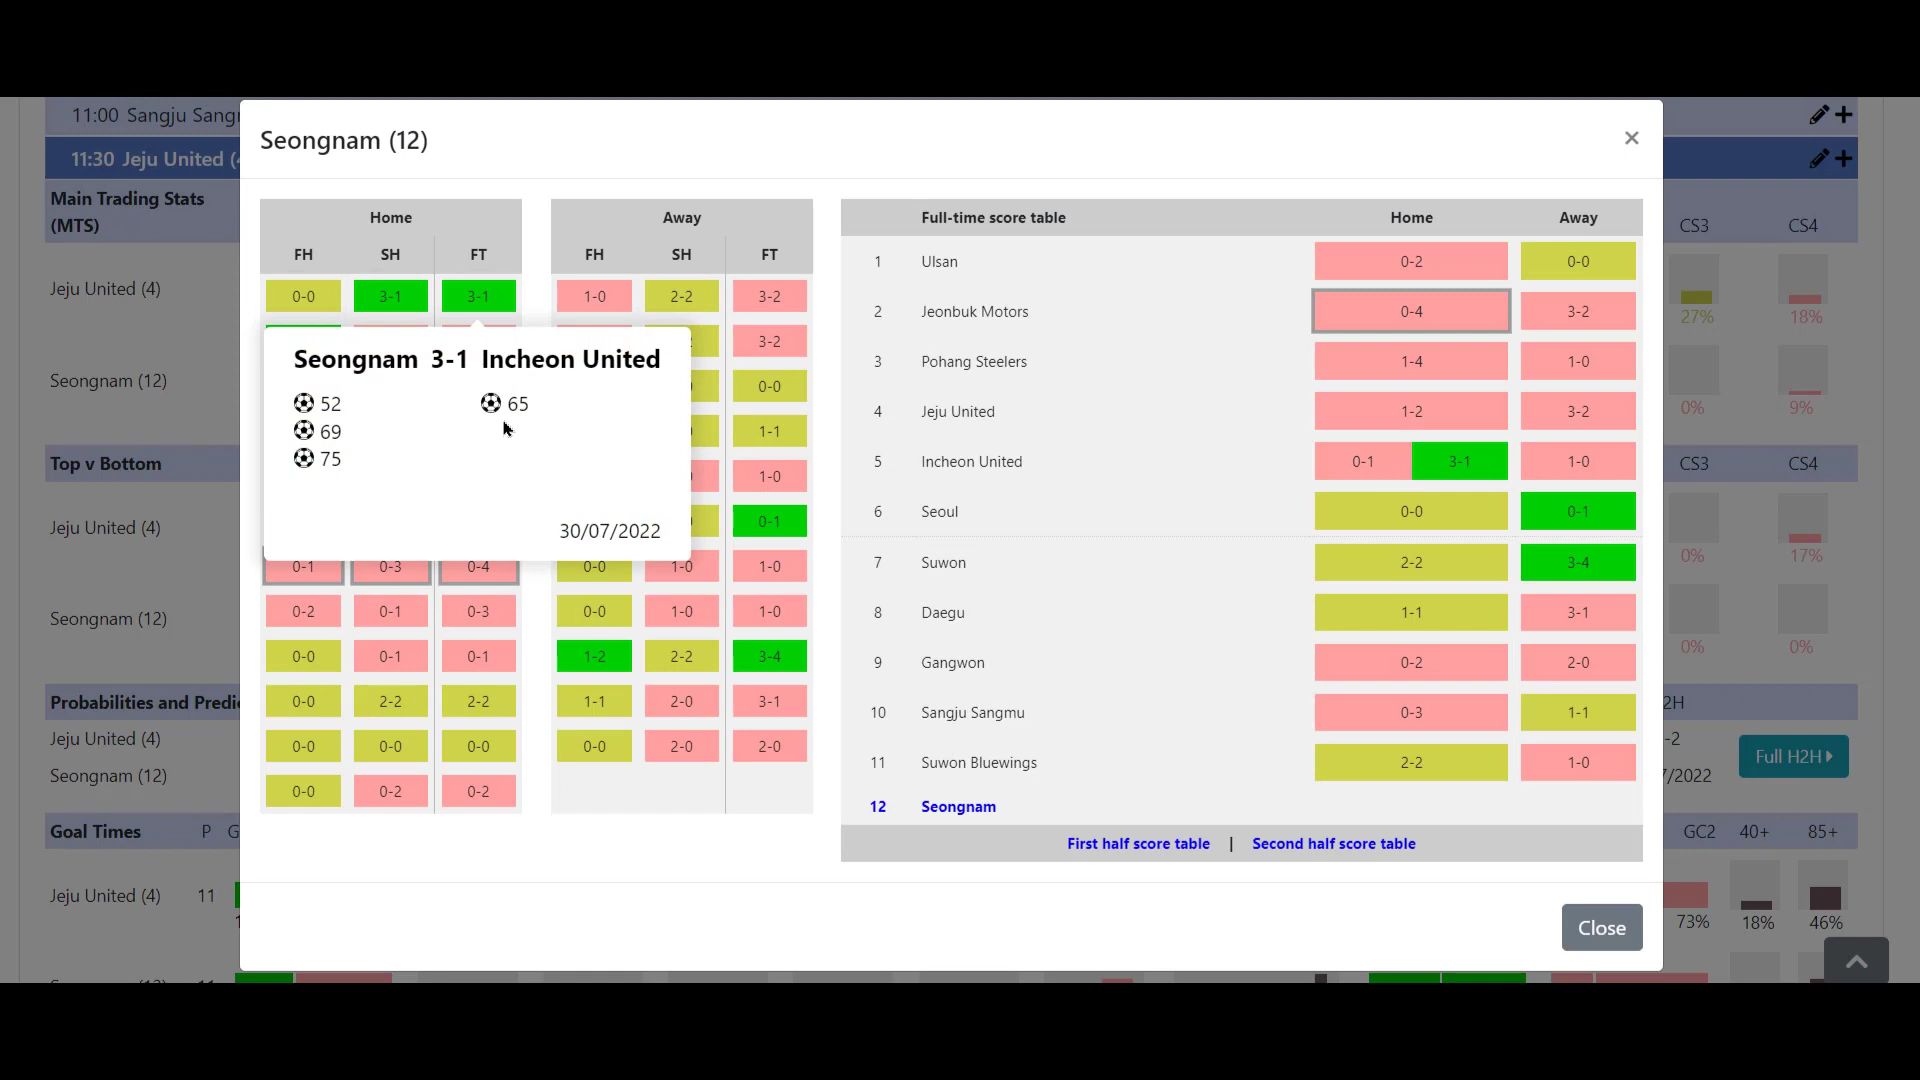 11:00 Sangju Sang
11:30 Jeju United (
Main Trading Stats
(MTS)
CS3 CS4
Jeju United (4)
27% 18%
Seongnam (12)
0% 9%
Top v Bottom
CS3 CS4
Jeju United (4)
0% 17%
Seongnam (12)
0% 0%
Probabilities and Predi
2H
Jeju United (4)
-2
Seongnam (12)
/2022
Full H2H
Goal Times P G
GC2 40+ 85+
Jeju United (4) 11
73% 18% 46%
Seongnam (12)
×
Home
FH SH FT
0-0 3-1 3-1
Seongnam 3-1 Incheon United
52 65
69
75
30/07/2022
0-1 0-3 0-4
0-2 0-1 0-3
0-0 0-1 0-1
0-0 2-2 2-2
0-0 0-0 0-0
0-0 0-2 0-2
Away
FH SH FT
1-0 2-2 3-2
3-2
0-0
1-1
1-0
0-1
0-0 1-0 1-0
0-0 1-0 1-0
1-2 2-2 3-4
1-1 2-0 3-1
0-0 2-0 2-0
Full-time score table Home Away
1 Ulsan 0-2 0-0
2 Jeonbuk Motors 0-4 3-2
3 Pohang Steelers 1-4 1-0
4 Jeju United 1-2 3-2
5 Incheon United 0-1 3-1 1-0
6 Seoul 0-0 0-1
7 Suwon 2-2 3-4
8 Daegu 1-1 3-1
9 Gangwon 0-2 2-0
10 Sangju Sangmu 0-3 1-1
11 Suwon Bluewings 2-2 1-0
12 Seongnam
First half score table | Second half score table
Close